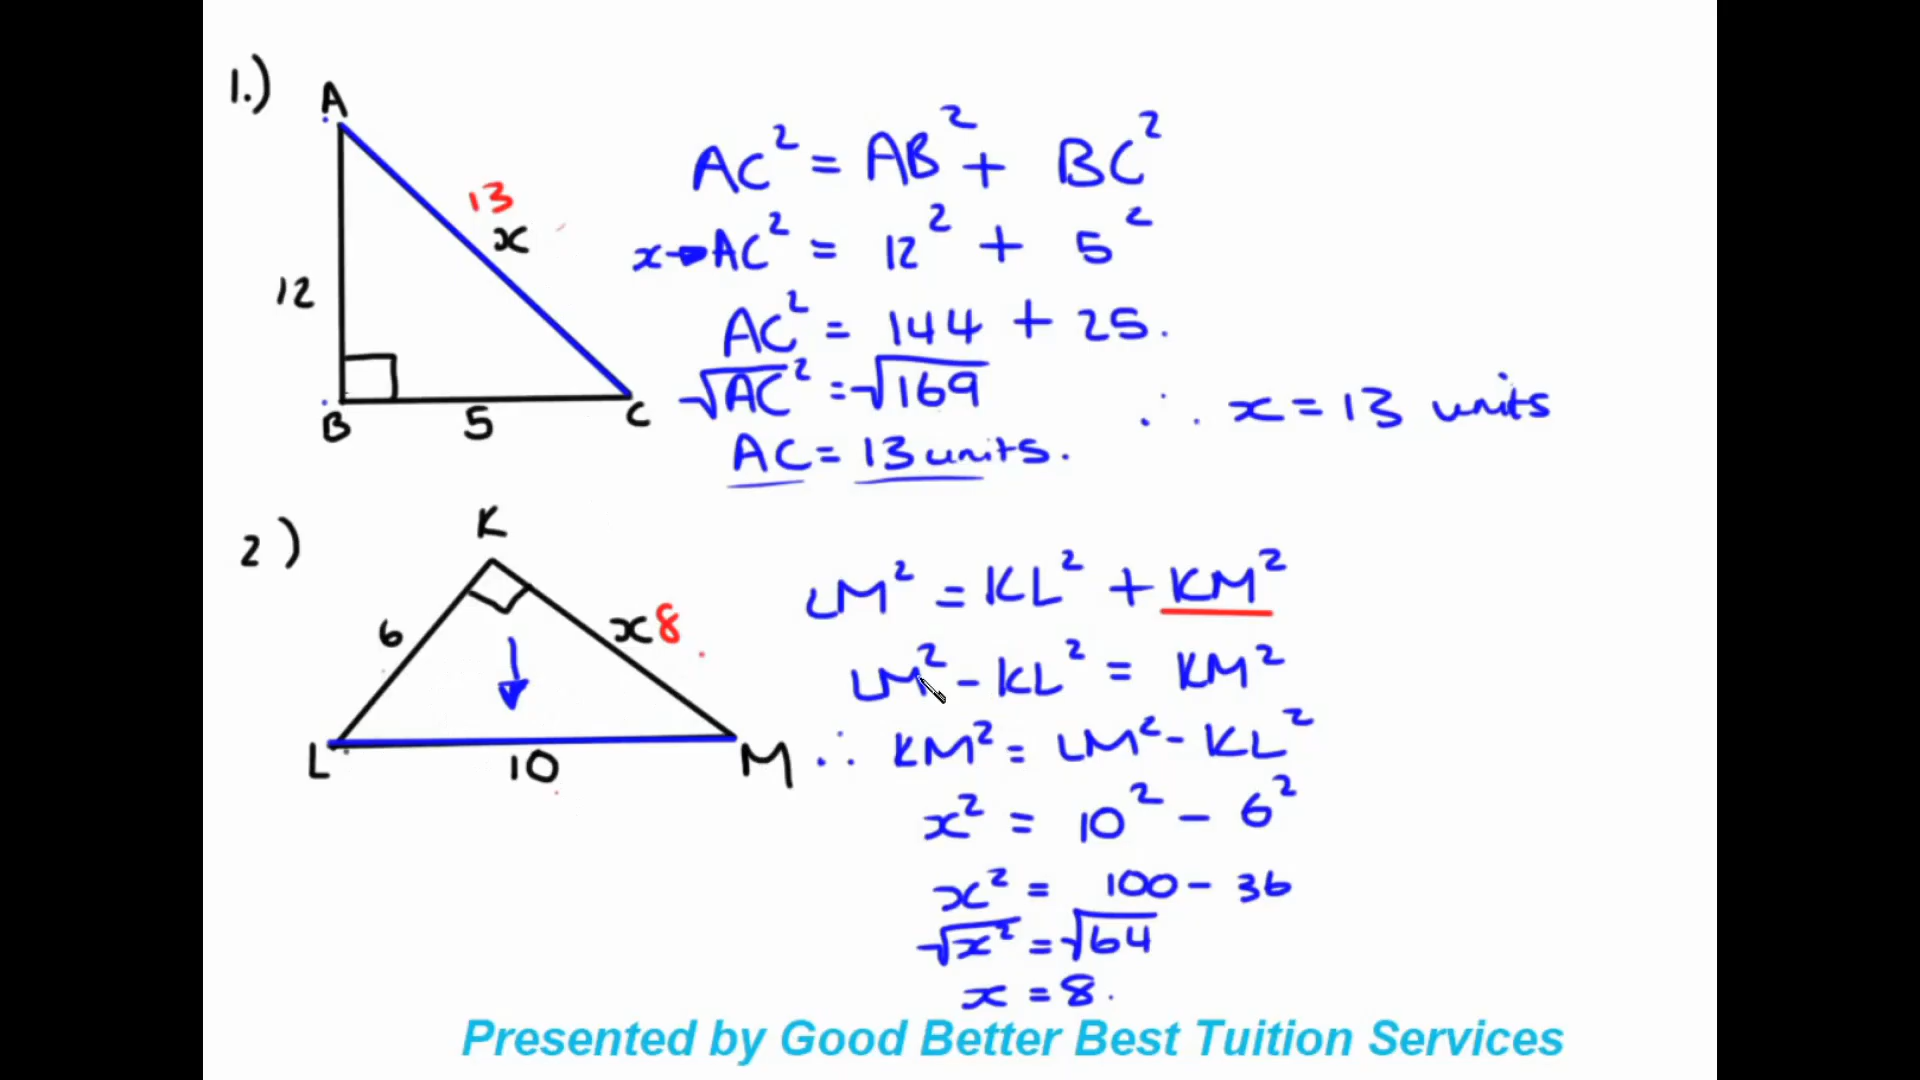 1.)
A
13
x
12
B
5
C
AC² = AB² + BC²
x → AC² = 12² + 5²
AC² = 144 + 25.
√AC² = √169
AC = 13 units.
∴ x = 13 units
2)
K
6
x 8
L
10
M
LM² = KL² + KM²
LM² - KL² = KM²
∴ KM² = LM² - KL²
x² = 10² - 6²
x² = 100 - 36
√x² = √64
x = 8.
Presented by Good Better Best Tuition Services